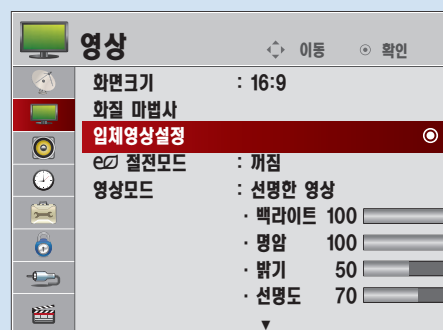 영상 이동 확인
화면크기 : 16:9
화질 마법사
입체영상설정
e 절전모드 : 꺼짐
영상모드 : 선명한 영상
· 백라이트 100
· 명암 100
· 밝기 50
· 선명도 70